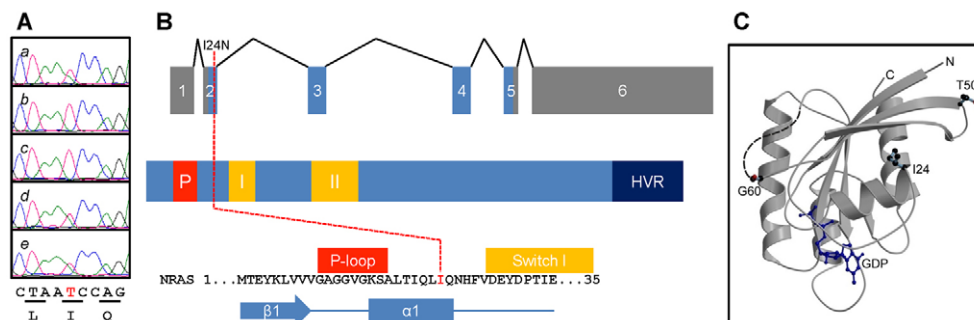 A
a
b
c
d
e
CTAATCCAG
L I Q
B
I24N
1 2 3 4 5 6
P I II HVR
P-loop Switch I
NRAS 1...MTEYKLVVVGAGGVGKSALTIQLIQNHFVDEYDPTIE...35
β1 α1
C
N
C
T50
I24
G60
GDP